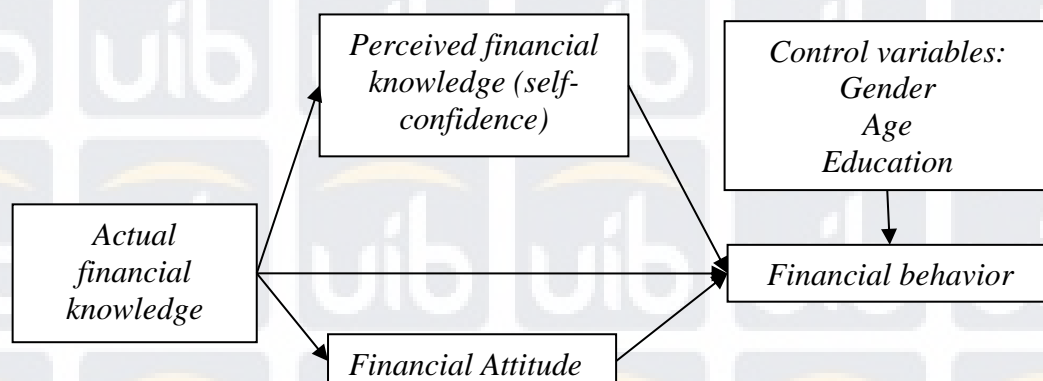 Perceived financial
knowledge (self-
confidence)
Control variables:
Gender
Age
Education
Actual
financial
knowledge
Financial behavior
Financial Attitude
uib
uib
uib
uib